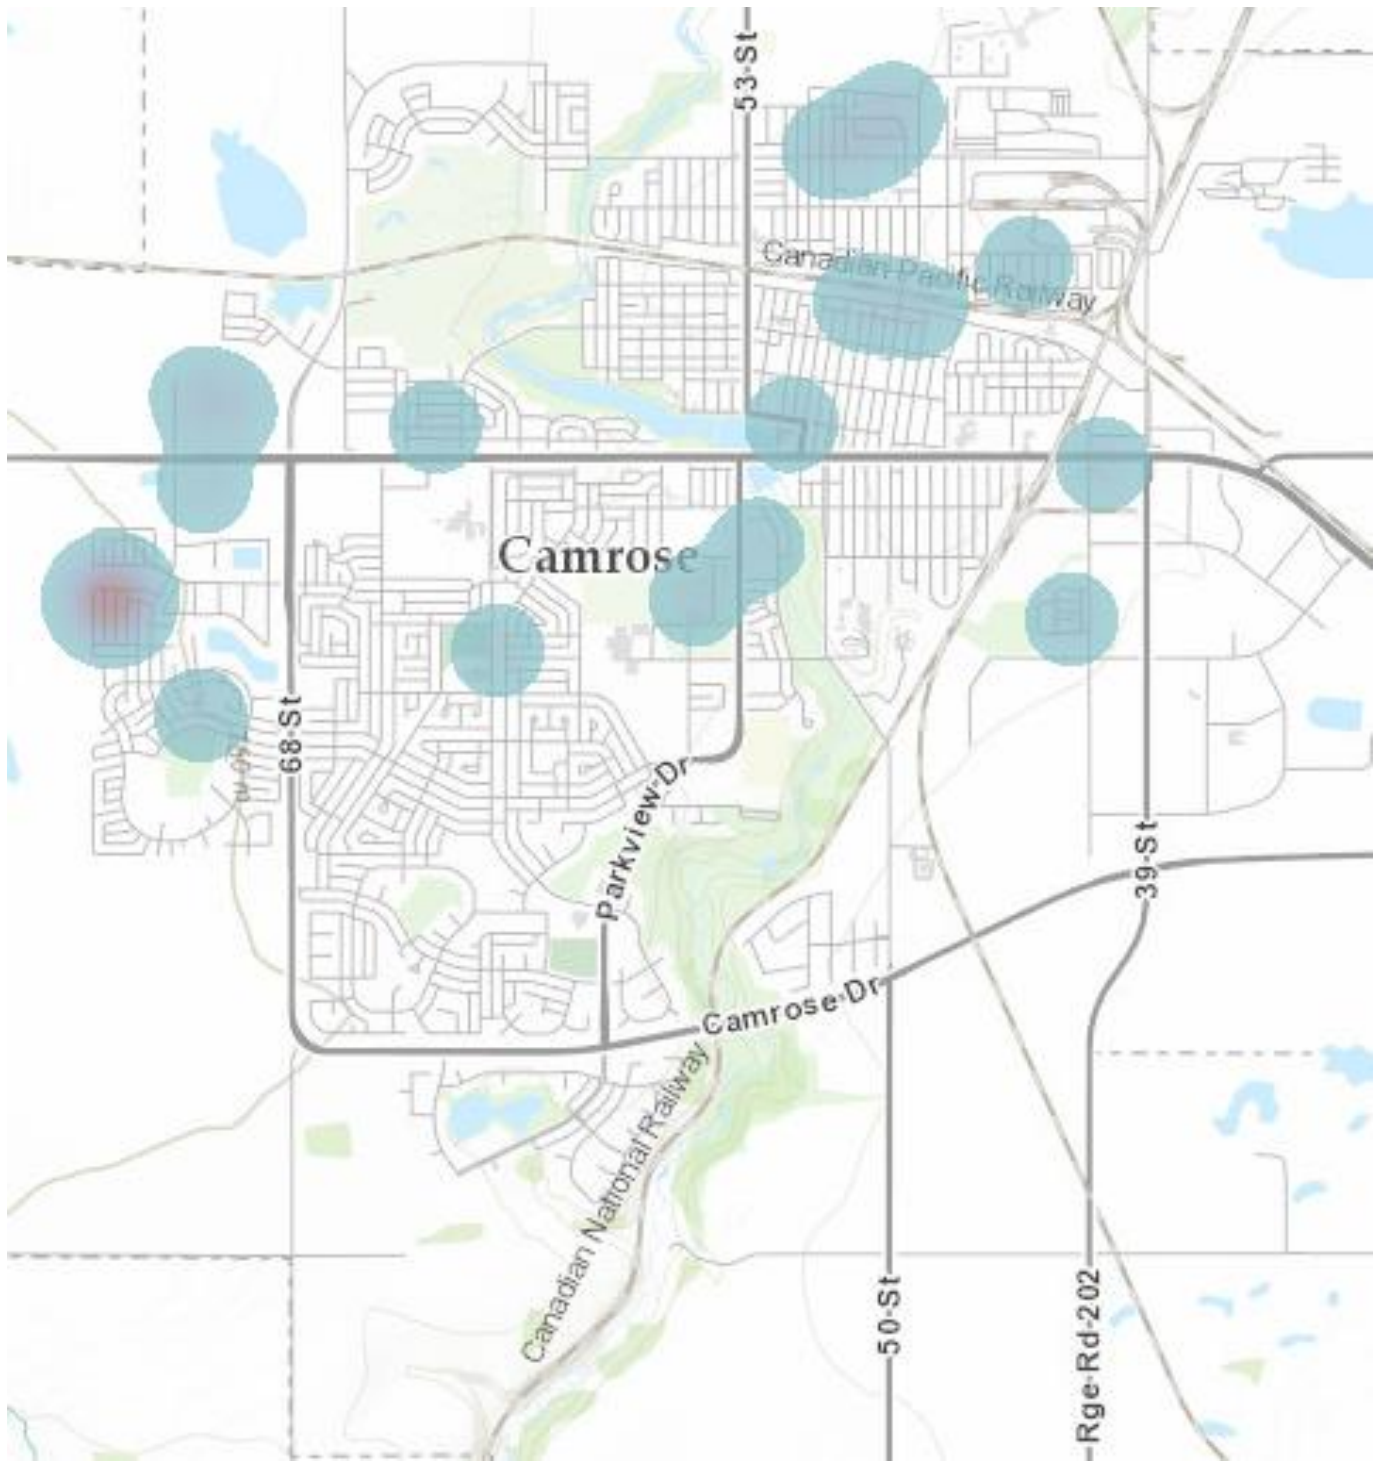 53-St
Canadian Pacific Railway
Camrose
68-St
Parkview-Dr
39-St
Camrose-Dr
Canadian National Railway
50-St
Rge-Rd-202